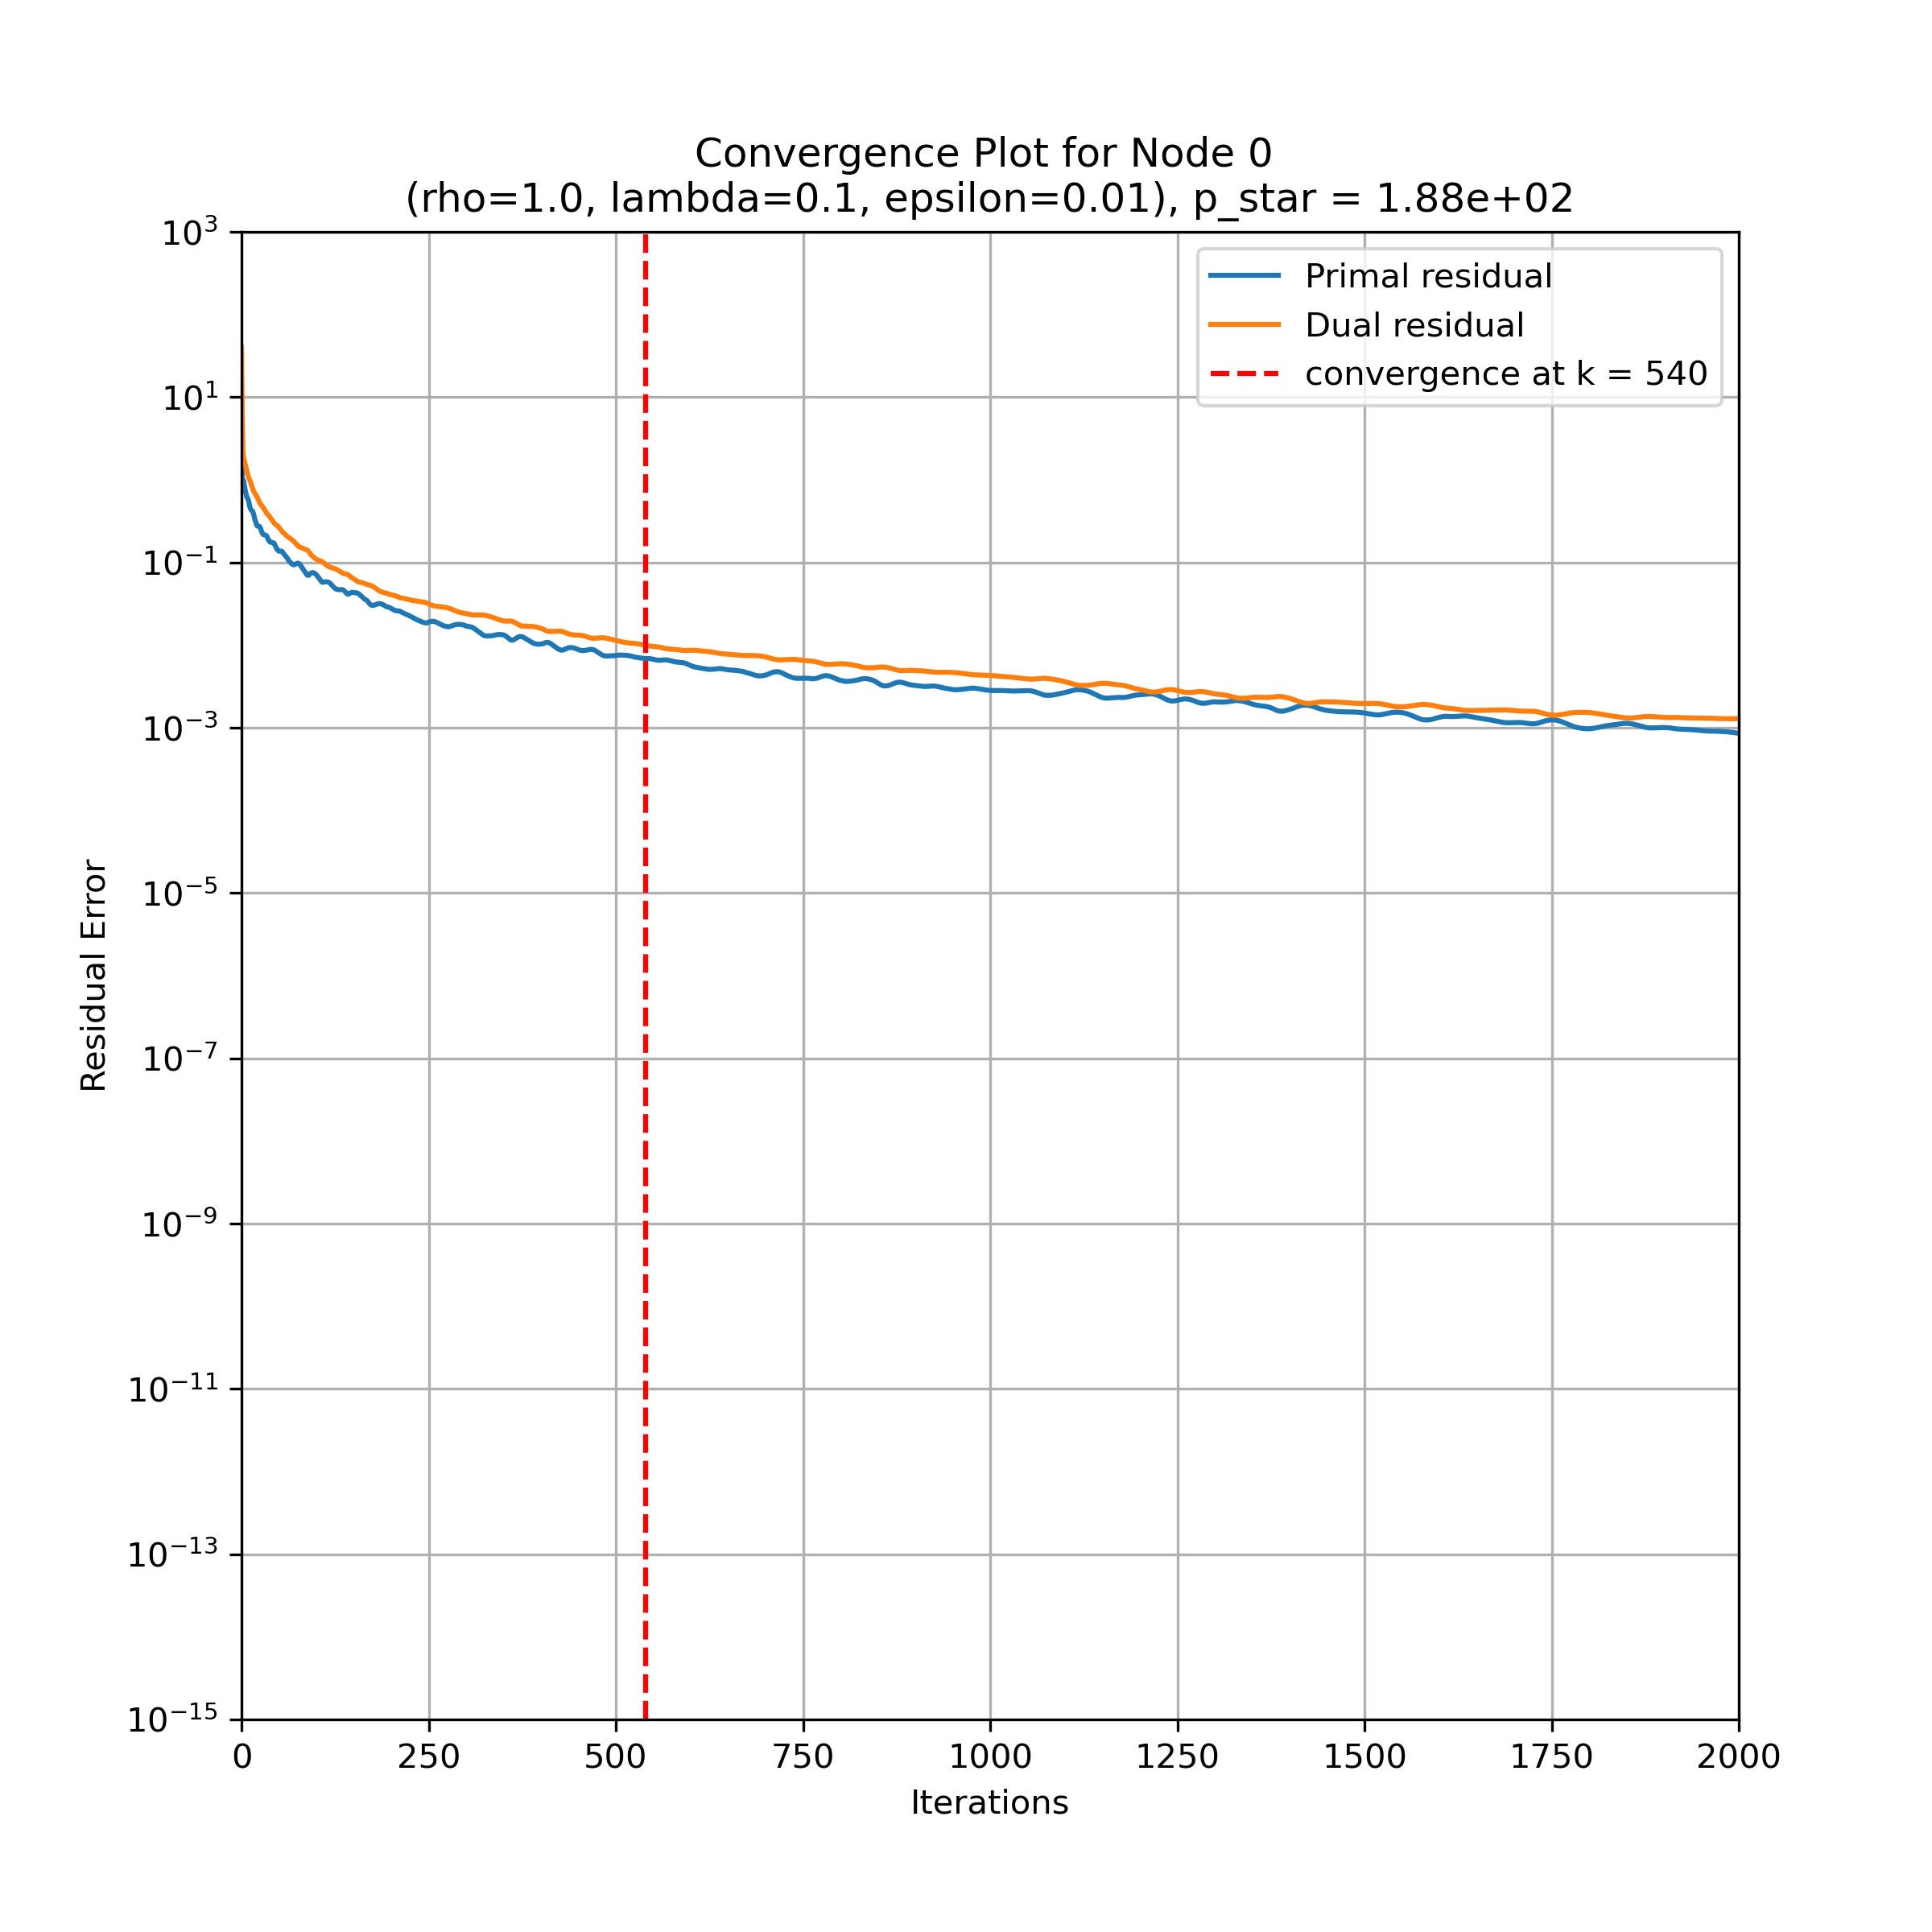 Convergence Plot for Node 0
(rho=1.0, lambda=0.1, epsilon=0.01), p_star = 1.88e+02
Primal residual
Dual residual
convergence at k = 540
10³
10¹
10⁻¹
10⁻³
10⁻⁵
10⁻⁷
10⁻⁹
10⁻¹¹
10⁻¹³
10⁻¹⁵
Residual Error
0 250 500 750 1000 1250 1500 1750 2000
Iterations